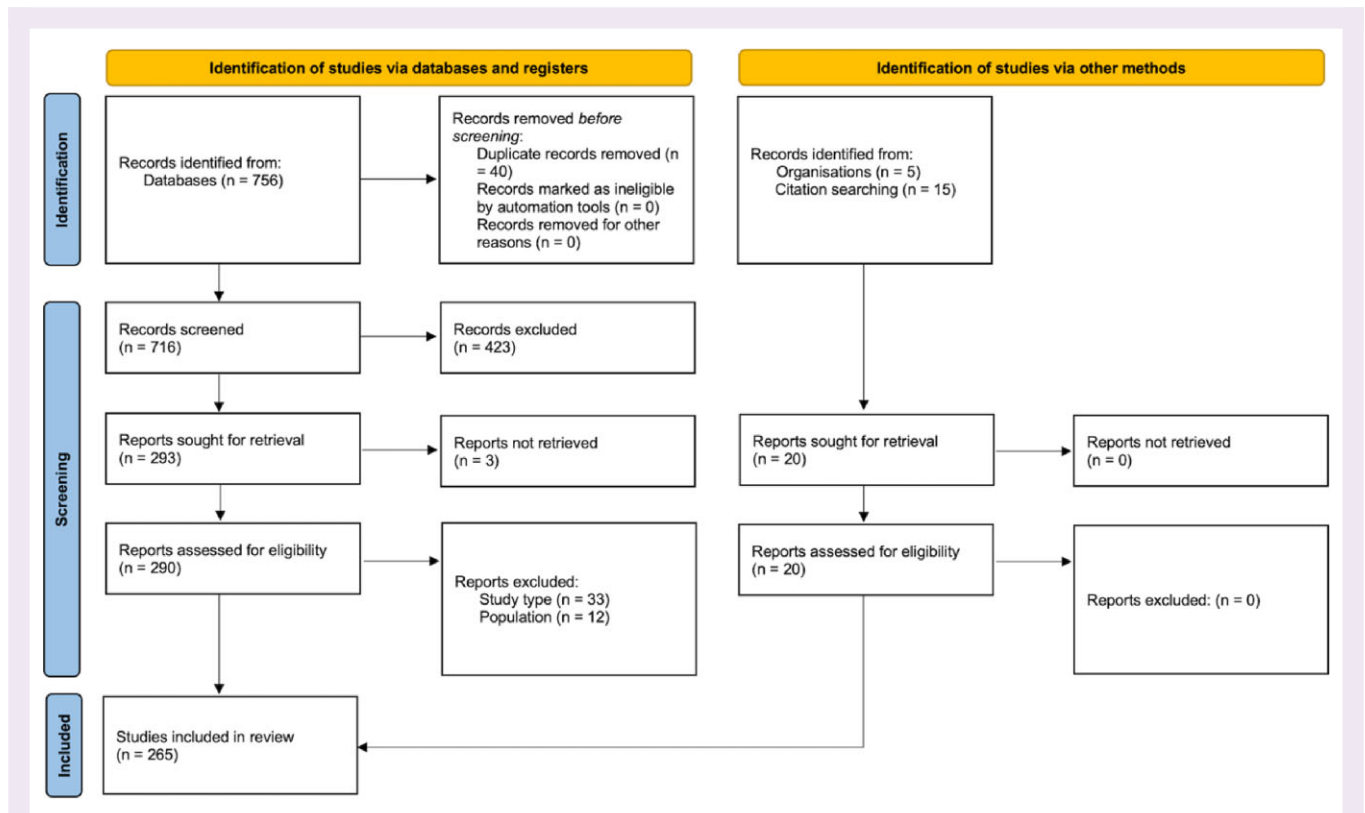 Identification of studies via databases and registers
Identification of studies via other methods
Identification
Records identified from:
Databases (n = 756)
Records removed before
screening:
Duplicate records removed (n
= 40)
Records marked as ineligible
by automation tools (n = 0)
Records removed for other
reasons (n = 0)
Records identified from:
Organisations (n = 5)
Citation searching (n = 15)
Screening
Records screened
(n = 716)
Records excluded
(n = 423)
Reports sought for retrieval
(n = 293)
Reports not retrieved
(n = 3)
Reports sought for retrieval
(n = 20)
Reports not retrieved
(n = 0)
Reports assessed for eligibility
(n = 290)
Reports excluded:
Study type (n = 33)
Population (n = 12)
Reports assessed for eligibility
(n = 20)
Reports excluded: (n = 0)
Included
Studies included in review
(n = 265)